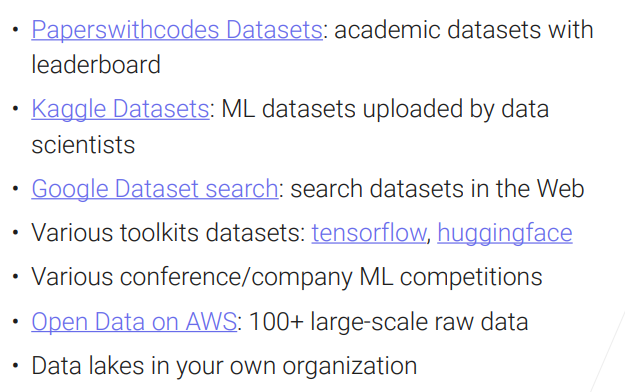 • Paperswithcodes Datasets: academic datasets with
leaderboard
• Kaggle Datasets: ML datasets uploaded by data
scientists
• Google Dataset search: search datasets in the Web
• Various toolkits datasets: tensorflow, huggingface
• Various conference/company ML competitions
• Open Data on AWS: 100+ large-scale raw data
• Data lakes in your own organization